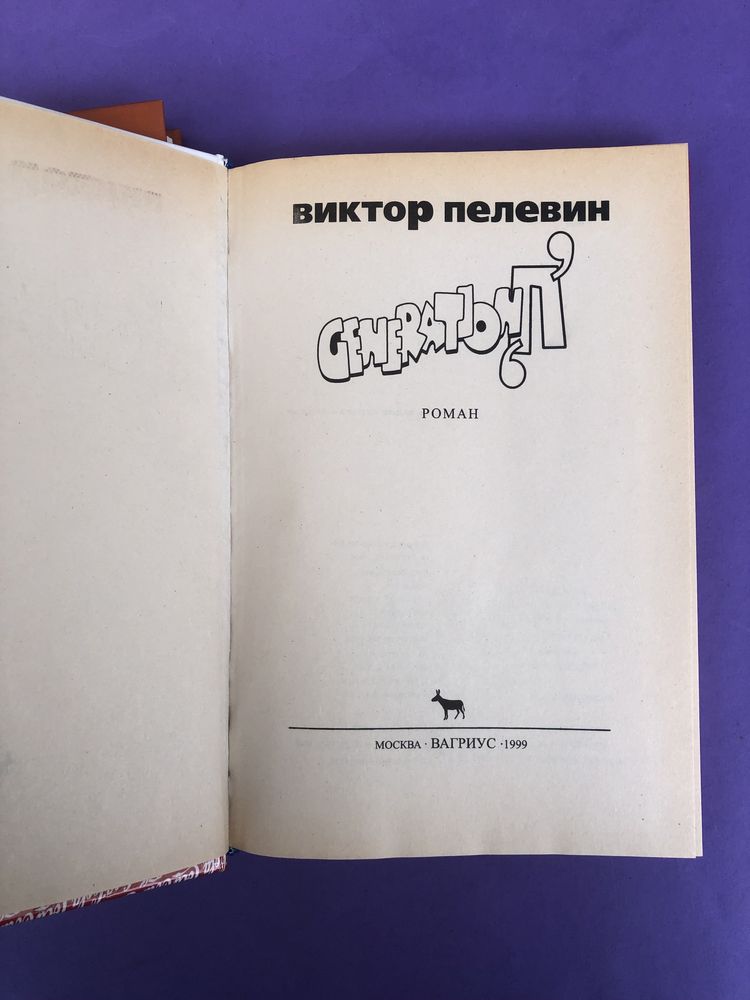 виктор пелевин
GENERATION 'П'
РОМАН
МОСКВА · ВАГРИУС · 1999